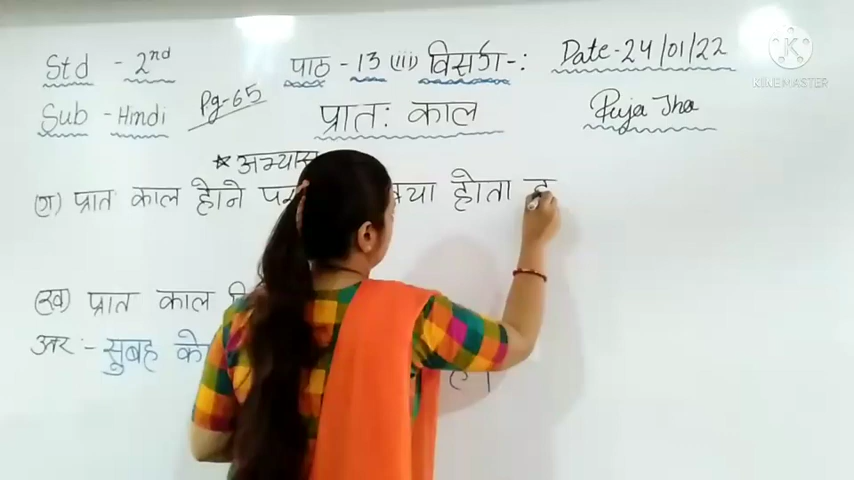 Std - 2nd पाठ - 13 (iii) विसर्ग -: Date - 24/01/22
Sub - Hindi Pg-65 प्रातः काल Puja Jha
* अभ्यास
प्रात काल होने पर क्या होता ह
(ख) प्रात काल
उत्तर :- सुबह को है।
K
KINEMASTER